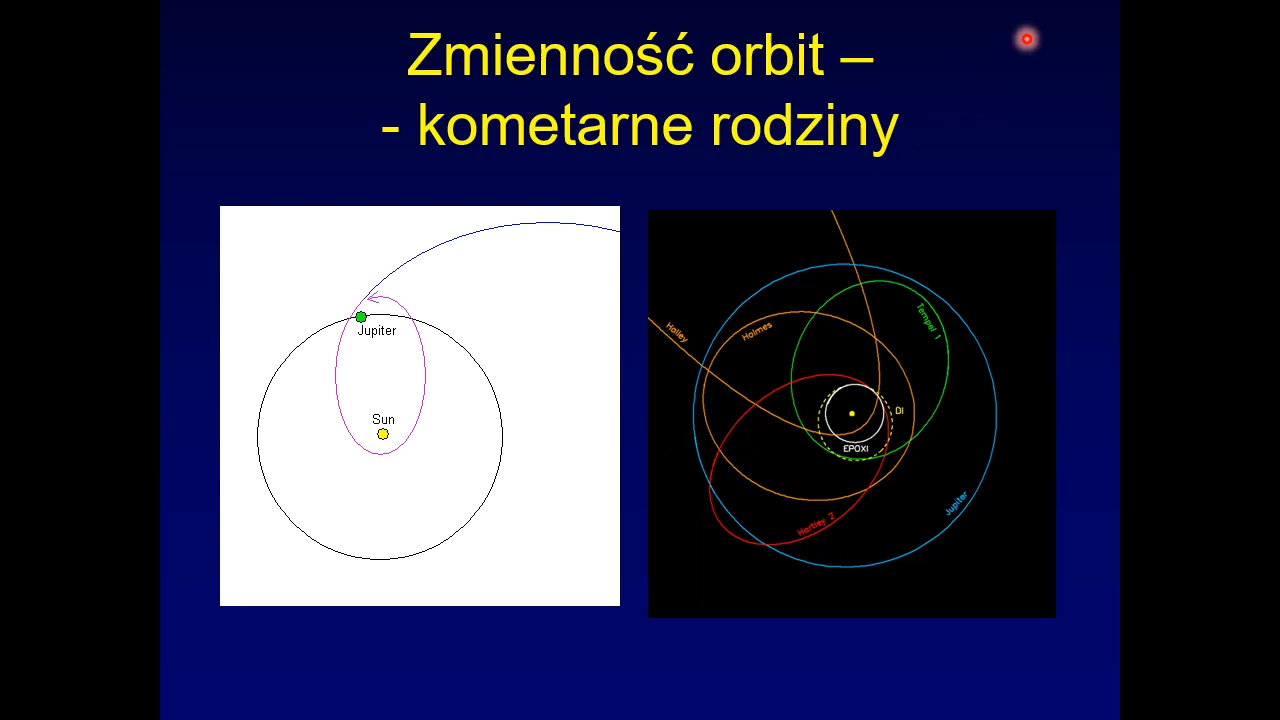 Zmienność orbit –
- kometarne rodziny
Jupiter
Sun
Halley
Holmes
Tempel 1
DI
EPOXI
Jupiter
Hartley 2